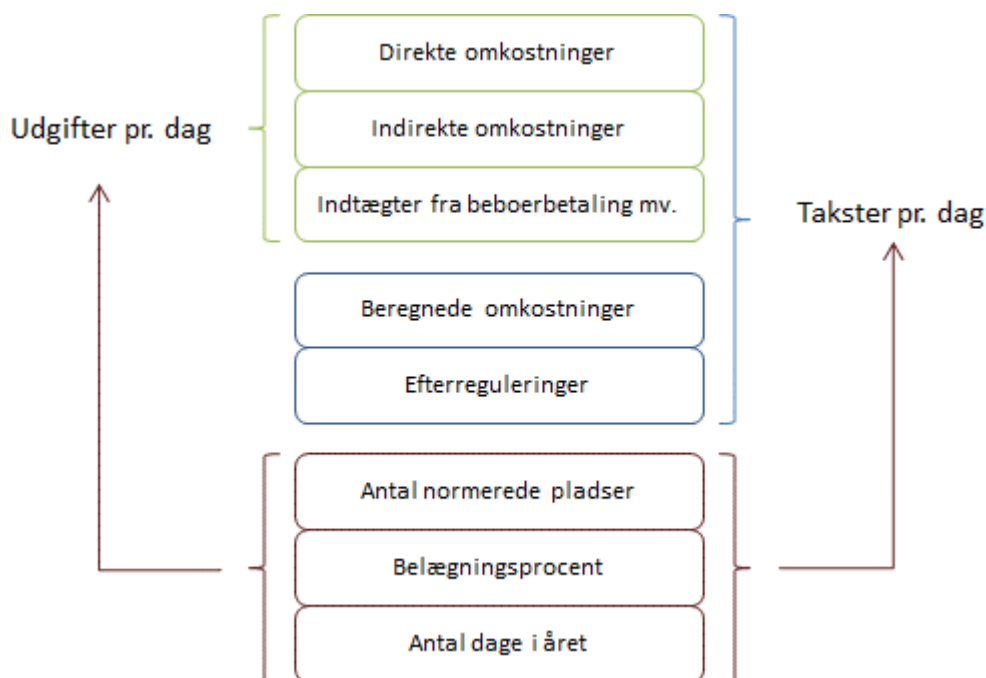 Direkte omkostninger
Udgifter pr. dag
Indirekte omkostninger
Indtægter fra beboerbetaling mv.
Takster pr. dag
Beregnede omkostninger
Efterreguleringer
Antal normerede pladser
Belægningsprocent
Antal dage i året